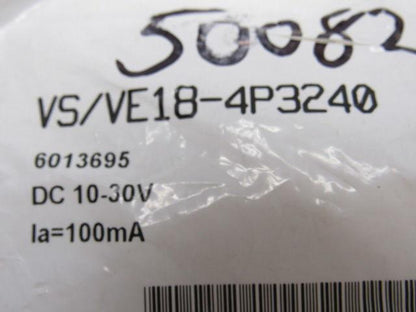 50082
VS/VE18-4P3240
6013695
DC 10-30V
Ia=100mA